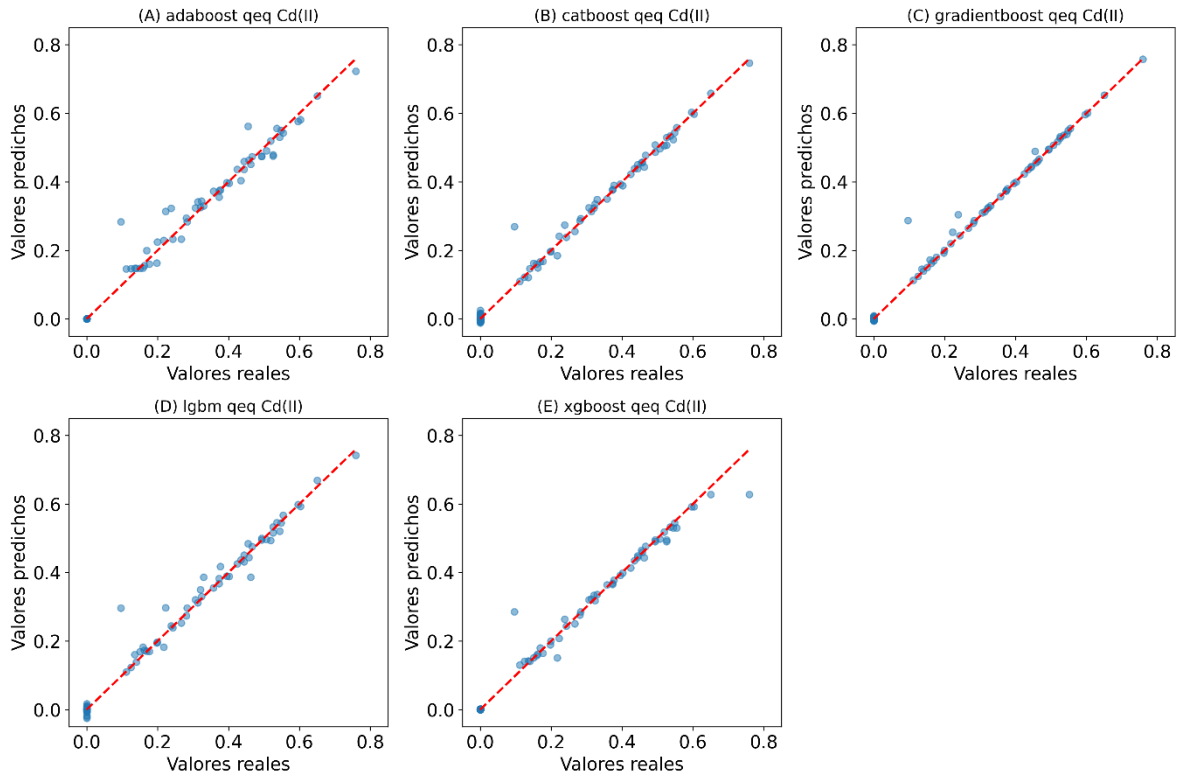 (A) adaboost qeq Cd(II)
Valores predichos
0.8
0.6
0.4
0.2
0.0
0.0 0.2 0.4 0.6 0.8
Valores reales
(B) catboost qeq Cd(II)
Valores predichos
0.8
0.6
0.4
0.2
0.0
0.0 0.2 0.4 0.6 0.8
Valores reales
(C) gradientboost qeq Cd(II)
Valores predichos
0.8
0.6
0.4
0.2
0.0
0.0 0.2 0.4 0.6 0.8
Valores reales
(D) lgbm qeq Cd(II)
Valores predichos
0.8
0.6
0.4
0.2
0.0
0.0 0.2 0.4 0.6 0.8
Valores reales
(E) xgboost qeq Cd(II)
Valores predichos
0.8
0.6
0.4
0.2
0.0
0.0 0.2 0.4 0.6 0.8
Valores reales